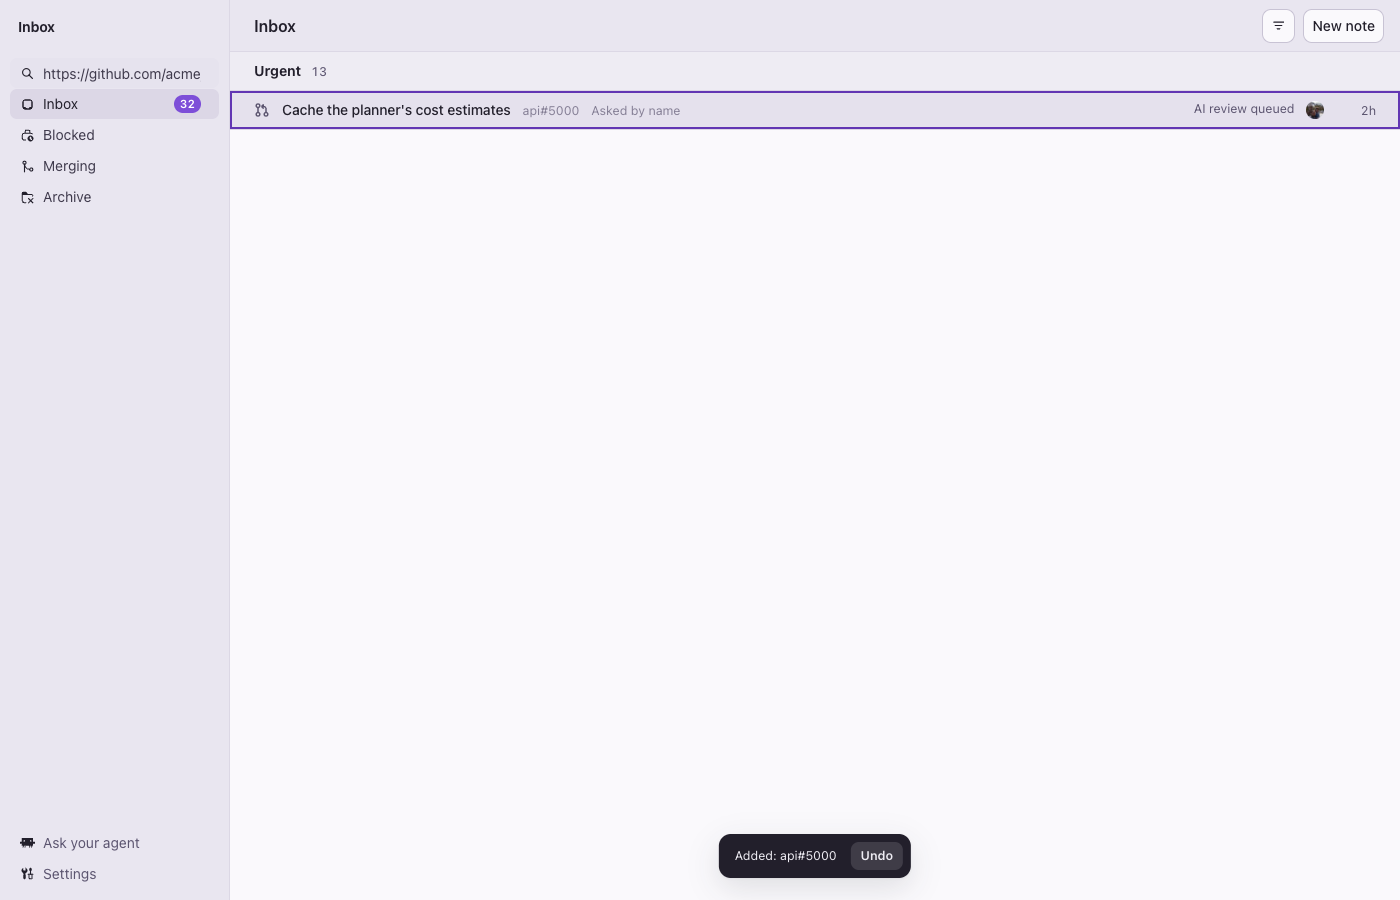 Inbox
https://github.com/acme
Inbox 32
Blocked
Merging
Archive
Ask your agent
Settings
Inbox
New note
Urgent 13
Cache the planner's cost estimates api#5000 Asked by name AI review queued 2h
Added: api#5000 Undo